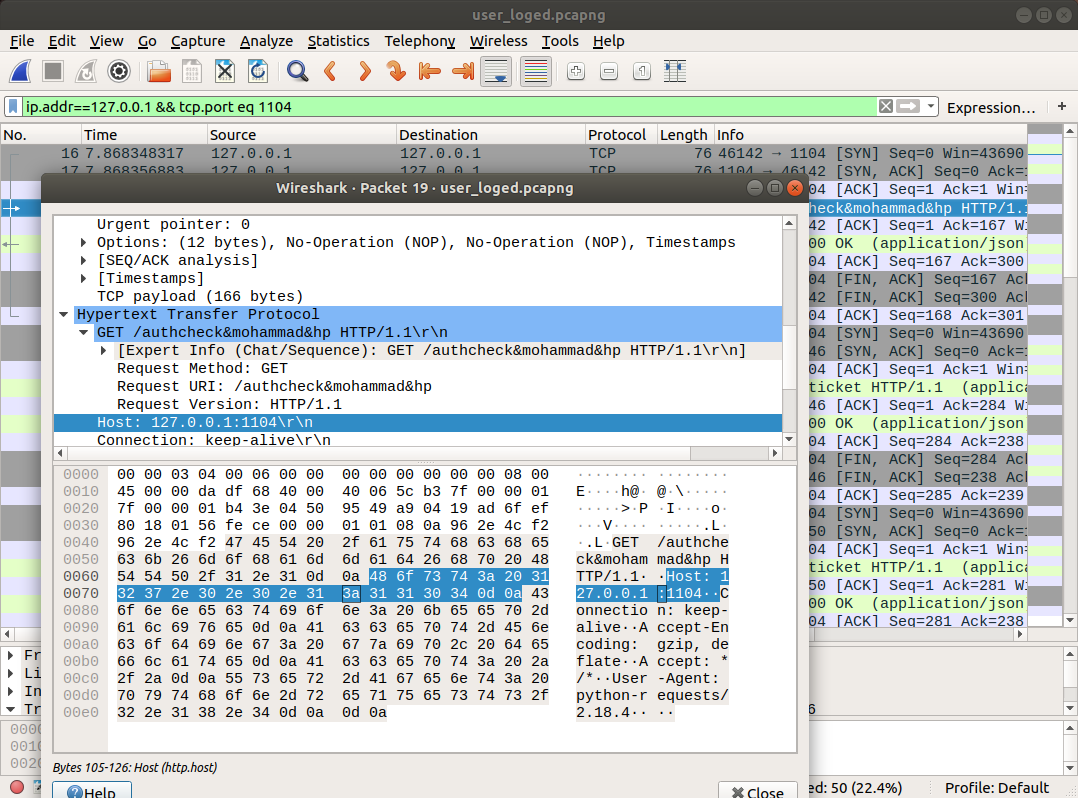 user_loged.pcapng
File Edit View Go Capture Analyze Statistics Telephony Wireless Tools Help
ip.addr==127.0.0.1 && tcp.port eq 1104 Expression… +
No. Time Source Destination Protocol Length Info
16 7.868348317 127.0.0.1 127.0.0.1 TCP 76 46142 → 1104 [SYN] Seq=0 Win=43690
17 7.868356883 127.0.0.1 127.0.0.1 TCP 76 1104 → 46142 [SYN, ACK] Seq=0 Ack=1
04 [ACK] Seq=1 Ack=1 Win=
heck&mohammad&hp HTTP/1.1
42 [ACK] Seq=1 Ack=167 W
00 OK (application/json
04 [ACK] Seq=167 Ack=300
04 [FIN, ACK] Seq=167 Ac
42 [FIN, ACK] Seq=300 Ac
04 [ACK] Seq=168 Ack=301
04 [SYN] Seq=0 Win=43690
46 [SYN, ACK] Seq=0 Ack=
04 [ACK] Seq=1 Ack=1 Win=
ticket HTTP/1.1 (applica
46 [ACK] Seq=1 Ack=284 W
00 OK (application/json
04 [ACK] Seq=284 Ack=238
04 [FIN, ACK] Seq=284 Ac
46 [FIN, ACK] Seq=238 Ac
04 [ACK] Seq=285 Ack=239
04 [SYN] Seq=0 Win=43690
50 [SYN, ACK] Seq=0 Ack=
04 [ACK] Seq=1 Ack=1 Win=
ticket HTTP/1.1 (applica
50 [ACK] Seq=1 Ack=281 W
00 OK (application/json
04 [ACK] Seq=281 Ack=238
Wireshark · Packet 19 · user_loged.pcapng
Urgent pointer: 0
Options: (12 bytes), No-Operation (NOP), No-Operation (NOP), Timestamps
[SEQ/ACK analysis]
[Timestamps]
TCP payload (166 bytes)
Hypertext Transfer Protocol
GET /authcheck&mohammad&hp HTTP/1.1\r\n
[Expert Info (Chat/Sequence): GET /authcheck&mohammad&hp HTTP/1.1\r\n]
Request Method: GET
Request URI: /authcheck&mohammad&hp
Request Version: HTTP/1.1
Host: 127.0.0.1:1104\r\n
Connection: keep-alive\r\n
0000 00 00 03 04 00 06 00 00 00 00 00 00 00 00 08 00 ········ ········
0010 45 00 00 da df 68 40 00 40 06 5c b3 7f 00 00 01 E····h@· @·\·····
0020 7f 00 00 01 b4 3e 04 50 95 49 a9 04 19 ad 6f ef ·····>·P ·I····o·
0030 80 18 01 56 fe ce 00 00 01 01 08 0a 96 2e 4c f2 ···V···· ·····.L·
0040 96 2e 4c f2 47 45 54 20 2f 61 75 74 68 63 68 65 ·.L·GET /authche
0050 63 6b 26 6d 6f 68 61 6d 6d 61 64 26 68 70 20 48 ck&moham mad&hp H
0060 54 54 50 2f 31 2e 31 0d 0a 48 6f 73 74 3a 20 31 TTP/1.1· ·Host: 1
0070 32 37 2e 30 2e 30 2e 31 3a 31 31 30 34 0d 0a 43 27.0.0.1 :1104··C
0080 6f 6e 6e 65 63 74 69 6f 6e 3a 20 6b 65 65 70 2d onnectio n: keep-
0090 61 6c 69 76 65 0d 0a 41 63 63 65 70 74 2d 45 6e alive··A ccept-En
00a0 63 6f 64 69 6e 67 3a 20 67 7a 69 70 2c 20 64 65 coding: gzip, de
00b0 66 6c 61 74 65 0d 0a 41 63 63 65 70 74 3a 20 2a flate··A ccept: *
00c0 2f 2a 0d 0a 55 73 65 72 2d 41 67 65 6e 74 3a 20 /*··User -Agent:
00d0 70 79 74 68 6f 6e 2d 72 65 71 75 65 73 74 73 2f python-r equests/
00e0 32 2e 31 38 2e 34 0d 0a 0d 0a 2.18.4·· ··
Bytes 105-126: Host (http.host)
Help Close
Fr
Li
In
Tr 6
0000
0010
0020
ed: 50 (22.4%) Profile: Default